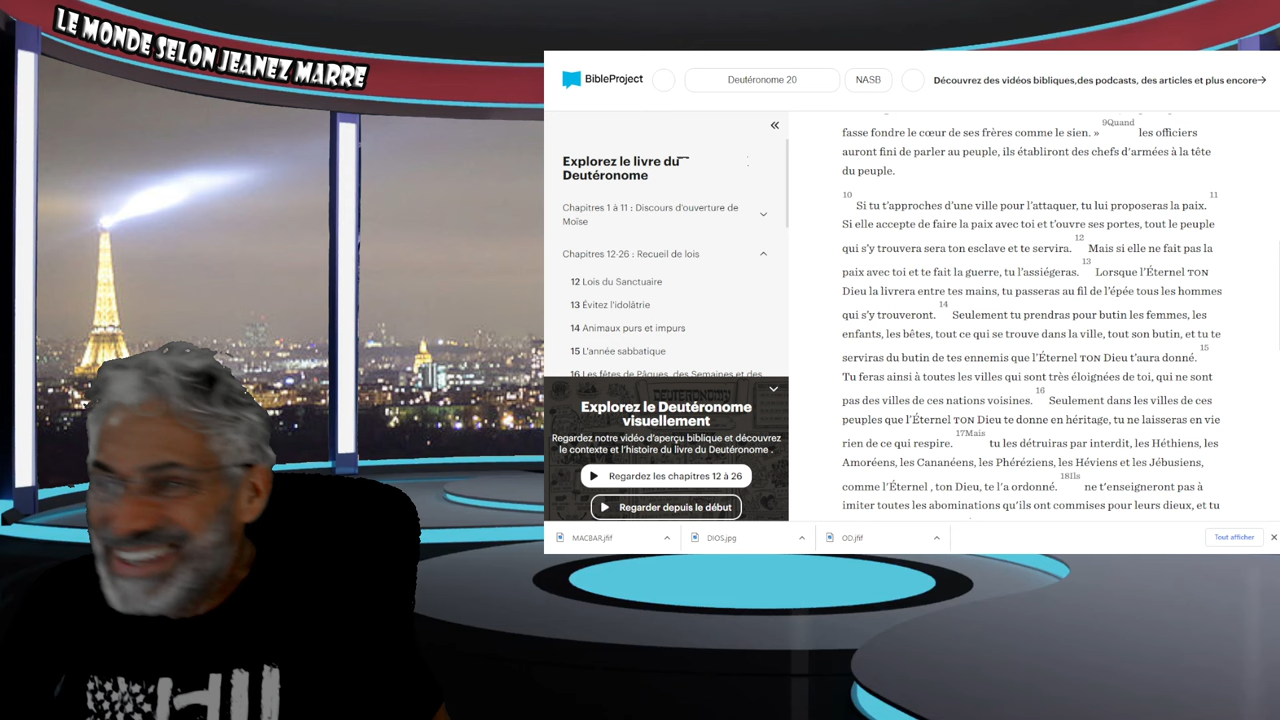 LE MONDE SELON JEANEZ MARRE
BibleProject
Deutéronome 20
NASB
Découvrez des vidéos bibliques,des podcasts, des articles et plus encore→
«
Explorez le livre du
Deutéronome
Chapitres 1 à 11 : Discours d'ouverture de
Moïse
Chapitres 12-26 : Recueil de lois
12 Lois du Sanctuaire
13 Évitez l'idolâtrie
14 Animaux purs et impurs
15 L'année sabbatique
16 Les fêtes de Pâques, des Semaines et des
DEUTERONOME
Explorez le Deutéronome
visuellement
Regardez notre vidéo d'aperçu biblique et découvrez
le contexte et l'histoire du livre du Deutéronome .
Regardez les chapitres 12 à 26
Regarder depuis le début
fasse fondre le cœur de ses frères comme le sien. » 9Quand les officiers
auront fini de parler au peuple, ils établiront des chefs d'armées à la tête
du peuple.
10 Si tu t'approches d'une ville pour l'attaquer, tu lui proposeras la paix. 11
Si elle accepte de faire la paix avec toi et t'ouvre ses portes, tout le peuple
qui s'y trouvera sera ton esclave et te servira. 12 Mais si elle ne fait pas la
paix avec toi et te fait la guerre, tu l'assiégeras. 13 Lorsque l'Éternel TON
Dieu la livrera entre tes mains, tu passeras au fil de l'épée tous les hommes
qui s'y trouveront. 14 Seulement tu prendras pour butin les femmes, les
enfants, les bêtes, tout ce qui se trouve dans la ville, tout son butin, et tu te
serviras du butin de tes ennemis que l'Éternel TON Dieu t'aura donné. 15
Tu feras ainsi à toutes les villes qui sont très éloignées de toi, qui ne sont
pas des villes de ces nations voisines. 16 Seulement dans les villes de ces
peuples que l'Éternel TON Dieu te donne en héritage, tu ne laisseras en vie
rien de ce qui respire. 17Mais tu les détruiras par interdit, les Héthiens, les
Amoréens, les Cananéens, les Phéréziens, les Héviens et les Jébusiens,
comme l'Éternel , ton Dieu, te l'a ordonné. 18Ils ne t'enseigneront pas à
imiter toutes les abominations qu'ils ont commises pour leurs dieux, et tu
MACBAR.jfif
DIOS.jpg
OD.jfif
Tout afficher